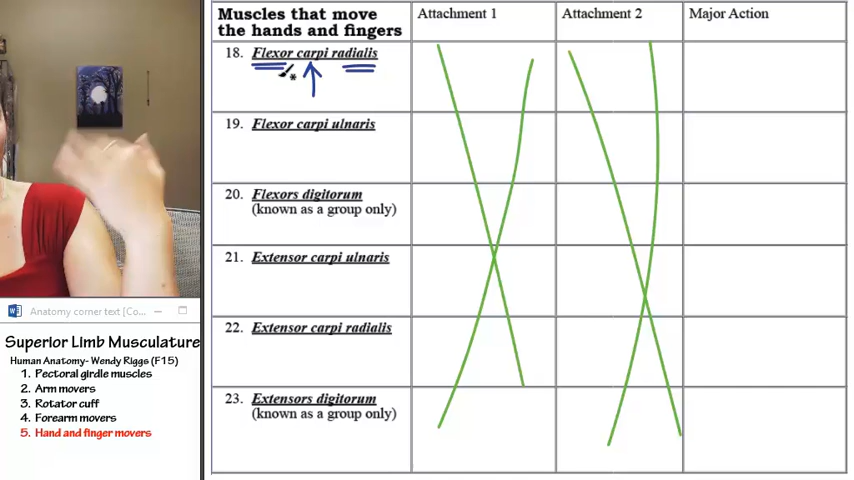 Muscles that move
the hands and fingers
Attachment 1
Attachment 2
Major Action
18. Flexor carpi radialis
*
19. Flexor carpi ulnaris
20. Flexors digitorum
(known as a group only)
21. Extensor carpi ulnaris
22. Extensor carpi radialis
23. Extensors digitorum
(known as a group only)
W Anatomy corner text [Co...
Superior Limb Musculature
Human Anatomy- Wendy Riggs (F15)
1. Pectoral girdle muscles
2. Arm movers
3. Rotator cuff
4. Forearm movers
5. Hand and finger movers